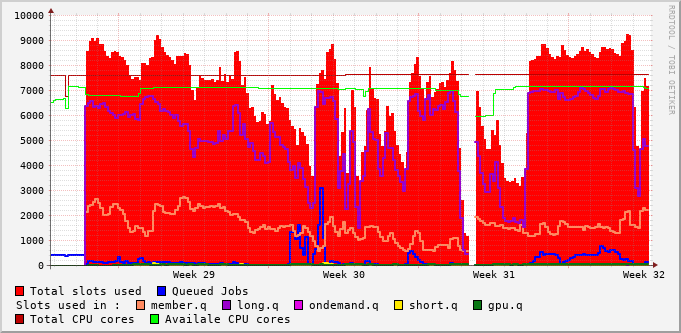 10000
9000
8000
7000
6000
5000
4000
3000
2000
1000
0
Week 29 Week 30 Week 31 Week 32
RRDTOOL / TOBI OETIKER
Total slots used Queued Jobs
Slots used in : member.q long.q ondemand.q short.q gpu.q
Total CPU cores Availale CPU cores